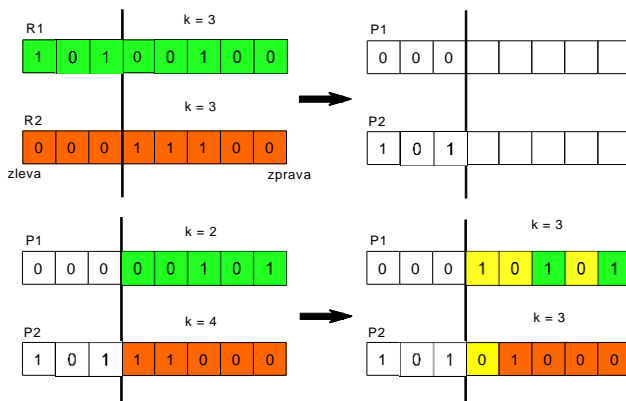 k = 3
R1
1 0 1 0 0 1 0 0
k = 3
R2
0 0 0 1 1 1 0 0
zleva zprava
P1
0 0 0
P2
1 0 1
k = 2
P1
0 0 0 0 0 1 0 1
k = 4
P2
1 0 1 1 1 0 0 0
k = 3
P1
0 0 0 1 0 1 0 1
k = 3
P2
1 0 1 0 1 0 0 0